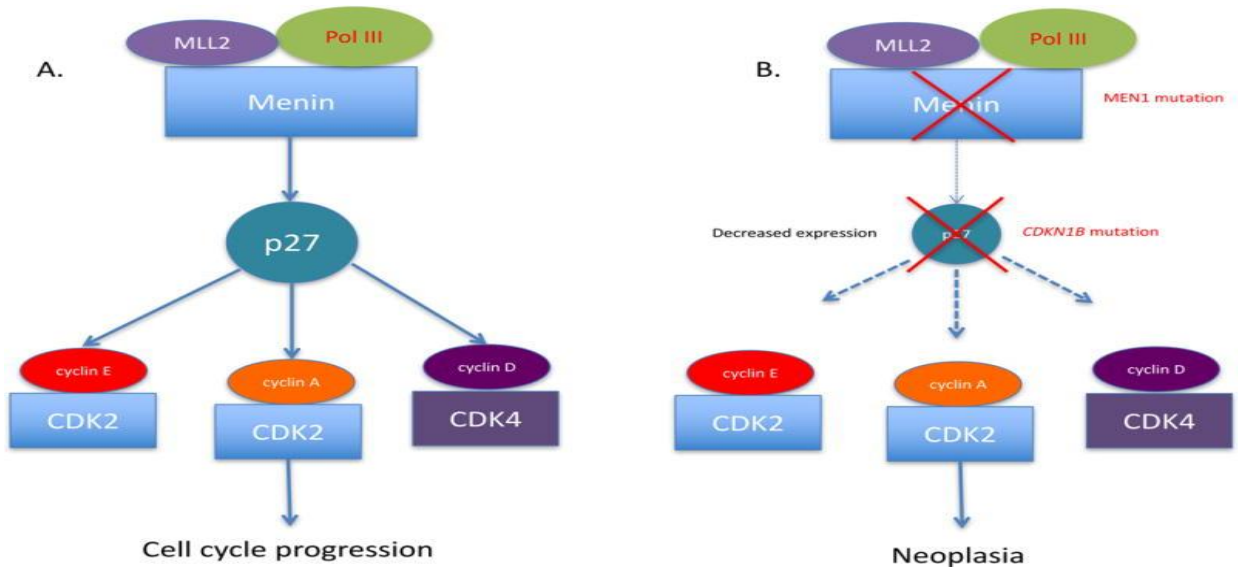 A.
MLL2
Pol III
Menin
p27
cyclin E
CDK2
cyclin A
CDK2
cyclin D
CDK4
Cell cycle progression
B.
MLL2
Pol III
Menin
MEN1 mutation
Decreased expression
p27
CDKN1B mutation
cyclin E
CDK2
cyclin A
CDK2
cyclin D
CDK4
Neoplasia